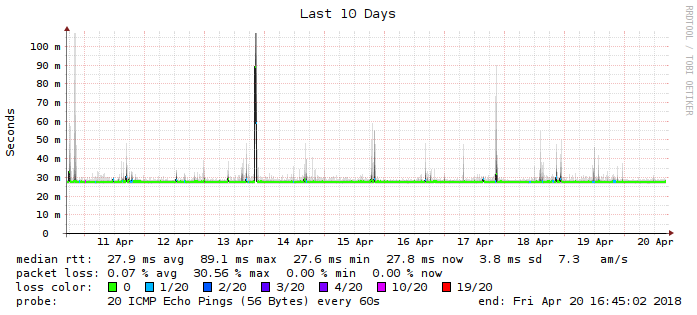 Last 10 Days
RRDTOOL / TOBI OETIKER
Seconds
100 m
90 m
80 m
70 m
60 m
50 m
40 m
30 m
20 m
10 m
0
11 Apr 12 Apr 13 Apr 14 Apr 15 Apr 16 Apr 17 Apr 18 Apr 19 Apr 20 Apr
median rtt: 27.9 ms avg 89.1 ms max 27.6 ms min 27.8 ms now 3.8 ms sd 7.3 am/s
packet loss: 0.07 % avg 30.56 % max 0.00 % min 0.00 % now
loss color: 0 1/20 2/20 3/20 4/20 10/20 19/20
probe: 20 ICMP Echo Pings (56 Bytes) every 60s end: Fri Apr 20 16:45:02 2018